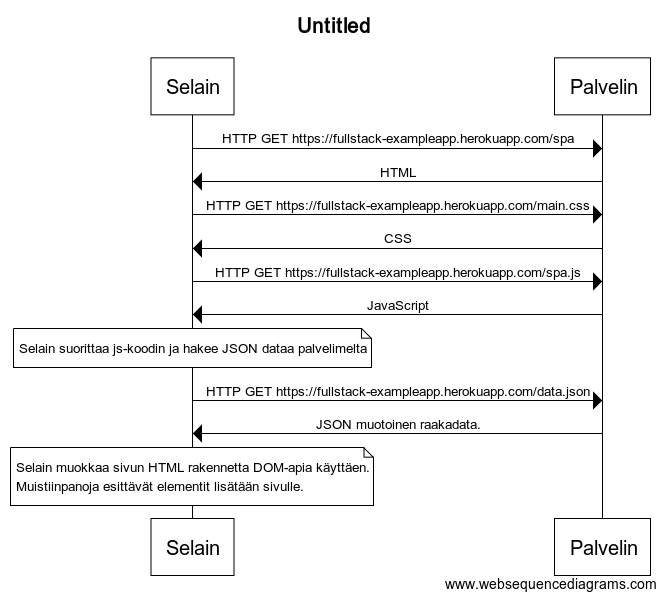 Untitled
Selain
Palvelin
HTTP GET https://fullstack-exampleapp.herokuapp.com/spa
HTML
HTTP GET https://fullstack-exampleapp.herokuapp.com/main.css
CSS
HTTP GET https://fullstack-exampleapp.herokuapp.com/spa.js
JavaScript
Selain suorittaa js-koodin ja hakee JSON dataa palvelimelta
HTTP GET https://fullstack-exampleapp.herokuapp.com/data.json
JSON muotoinen raakadata.
Selain muokkaa sivun HTML rakennetta DOM-apia käyttäen.
Muistiinpanoja esittävät elementit lisätään sivulle.
Selain
Palvelin
www.websequencediagrams.com